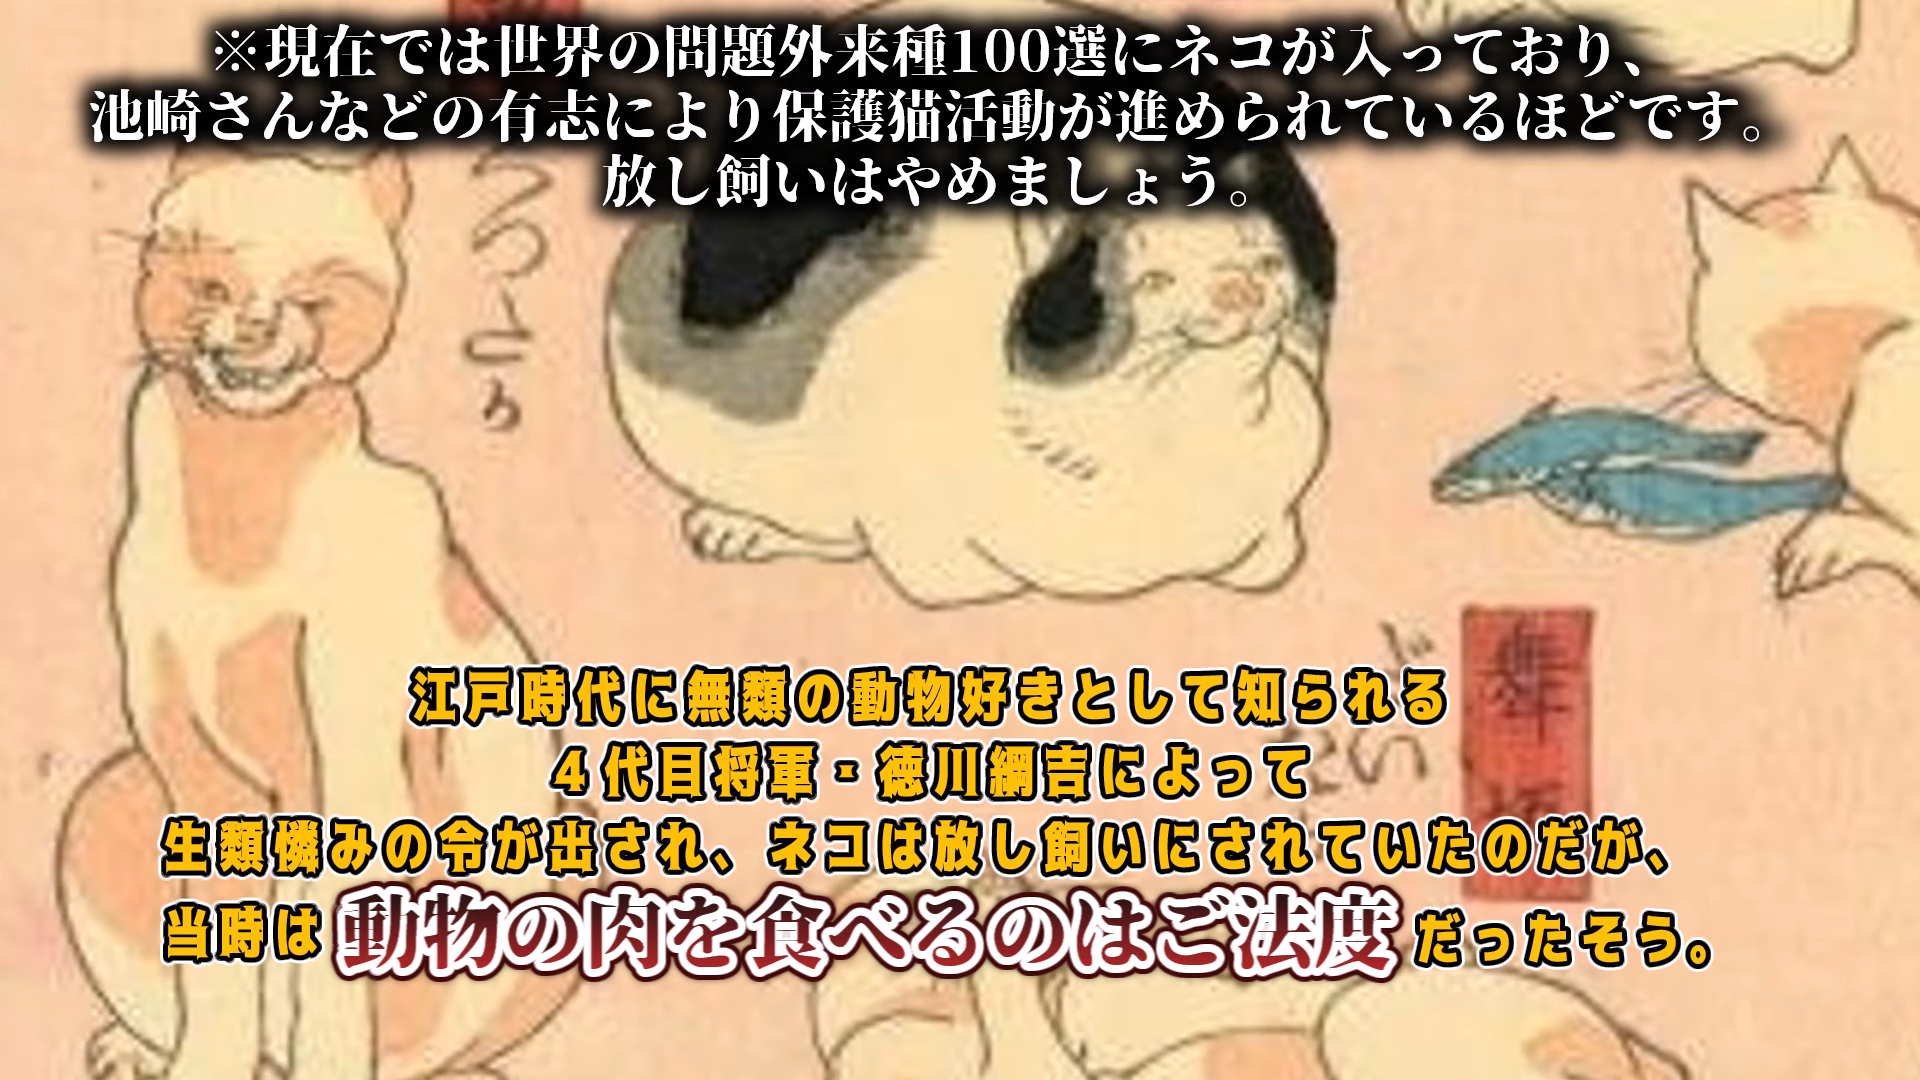 ※現在では世界の問題外来種100選にネコが入っており、
池崎さんなどの有志により保護猫活動が進められているほどです。
放し飼いはやめましょう。
江戸時代に無類の動物好きとして知られる
４代目将軍・徳川綱吉によって
生類憐みの令が出され、ネコは放し飼いにされていたのだが、
当時は動物の肉を食べるのはご法度だったそう。